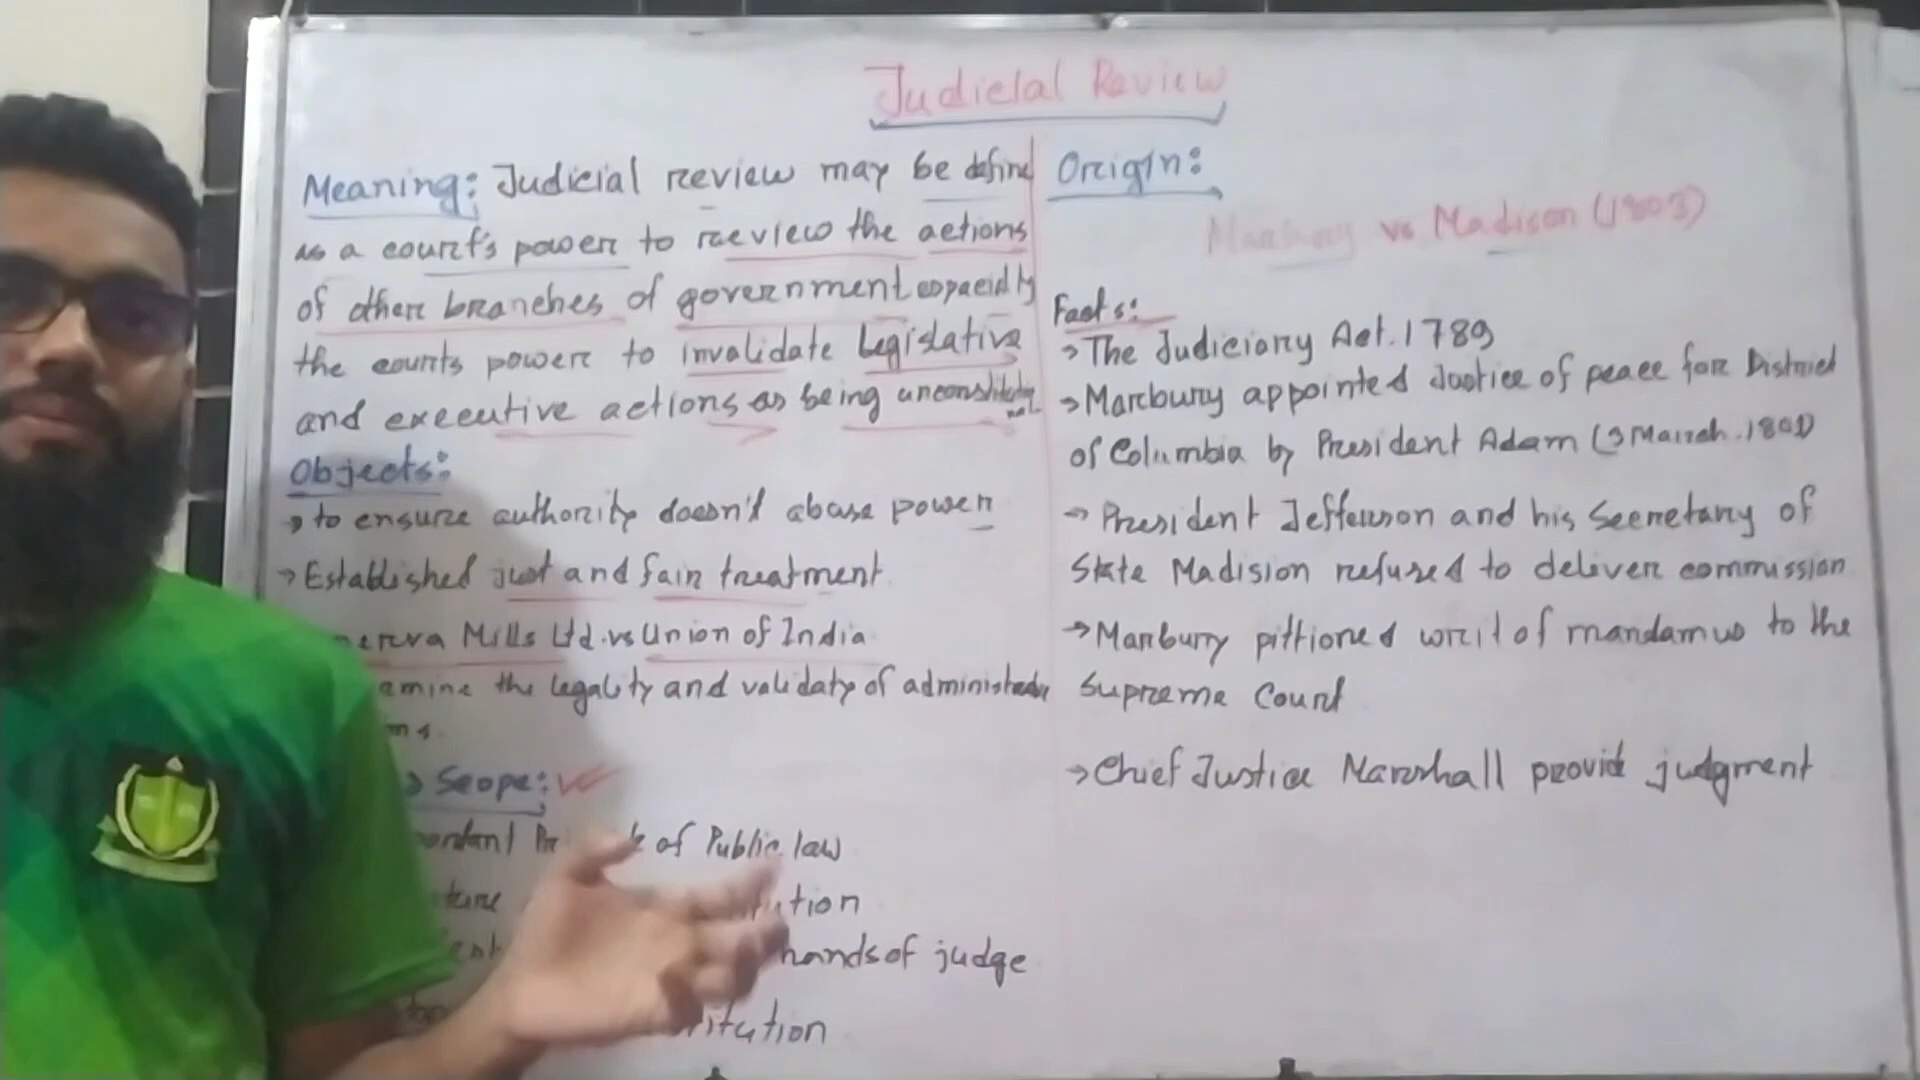 Judicial Review
Meaning: Judicial review may be define
as a court's power to review the actions
of other branches of government espacially
the courts power to invalidate Legislative
and executive actions as being unconstitutional
Objects:
→ to ensure authority doesn't abuse power
→ Established just and fair treatment
Mills Ltd. vs Union of India
the legality and validaty of administrative
→ Scope:
of Public law
hands of judge
Origin:
Marbury vs Madison (1803)
Facts:
→ The Judiciary Act. 1789
→ Marbury appointed Justice of peace for District
of Columbia by President Adam (3 March. 1801)
→ President Jefferson and his Secretary of
State Madision refused to deliver commission
→ Marbury pittioned writ of mandamus to the
Supreme Court
→ Chief Justice Marshall provid judgment